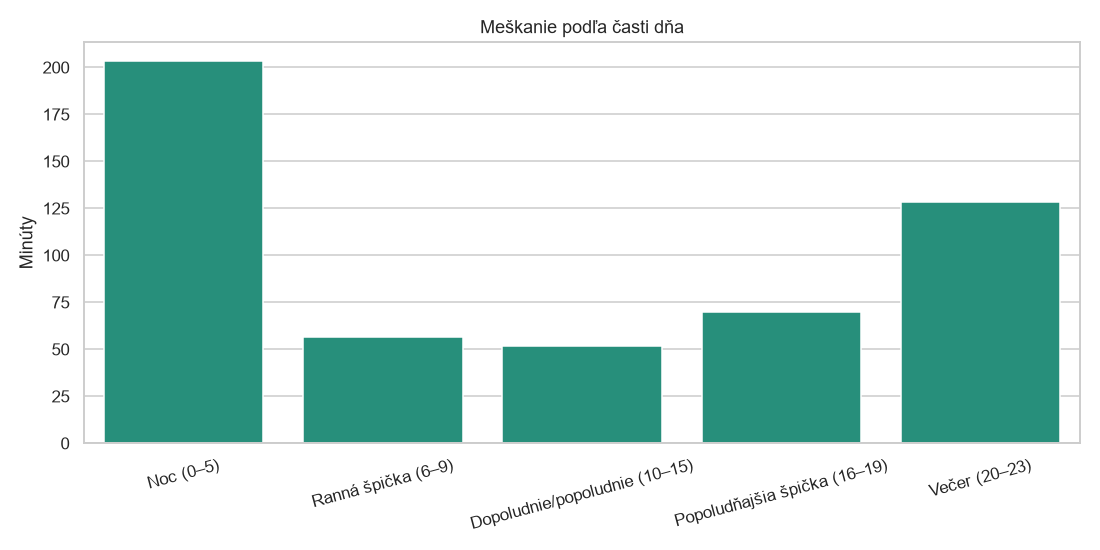 Meškanie podľa časti dňa
Minúty
200
175
150
125
100
75
50
25
0
Noc (0–5)
Ranná špička (6–9)
Dopoludnie/popoludnie (10–15)
Popoludňajšia špička (16–19)
Večer (20–23)